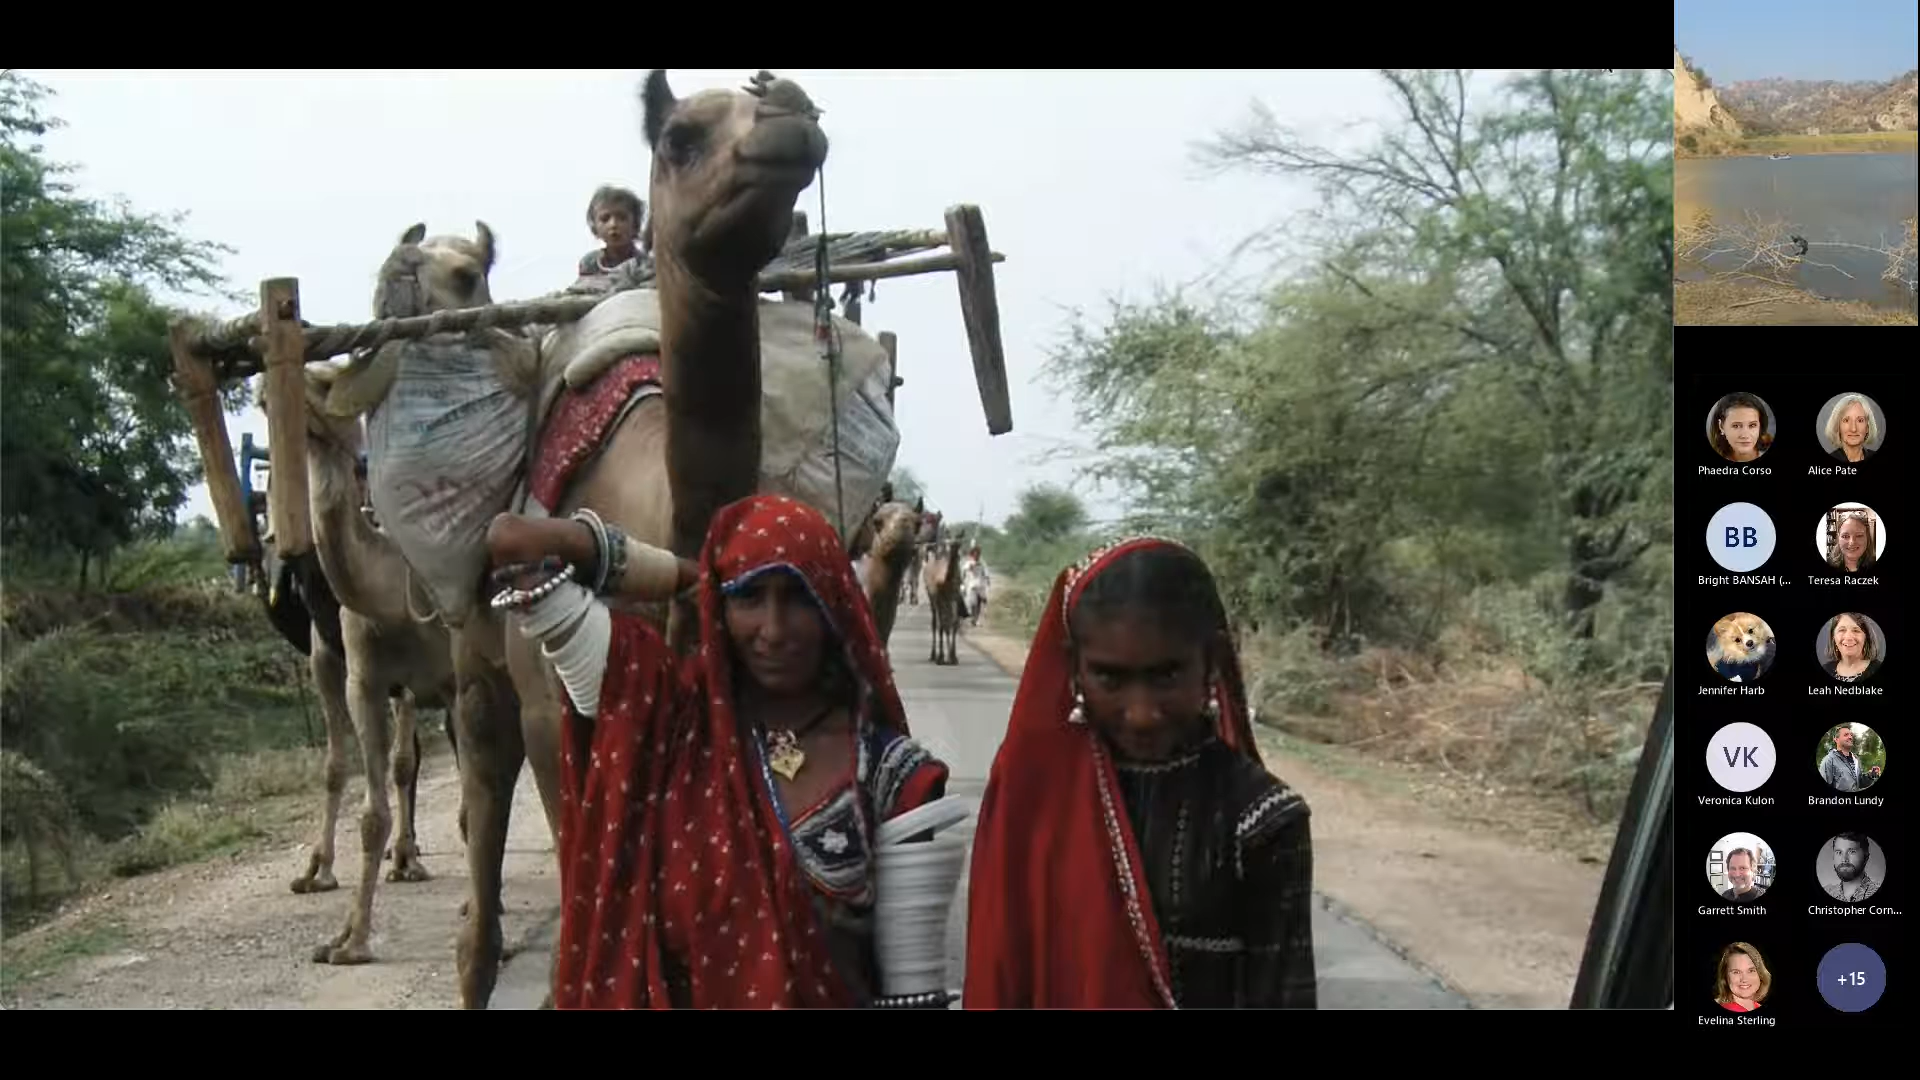 Phaedra Corso
Alice Pate
BB
Bright BANSAH (...
Teresa Raczek
Jennifer Harb
Leah Nedblake
VK
Veronica Kulon
Brandon Lundy
Garrett Smith
Christopher Corn...
Evelina Sterling
+15